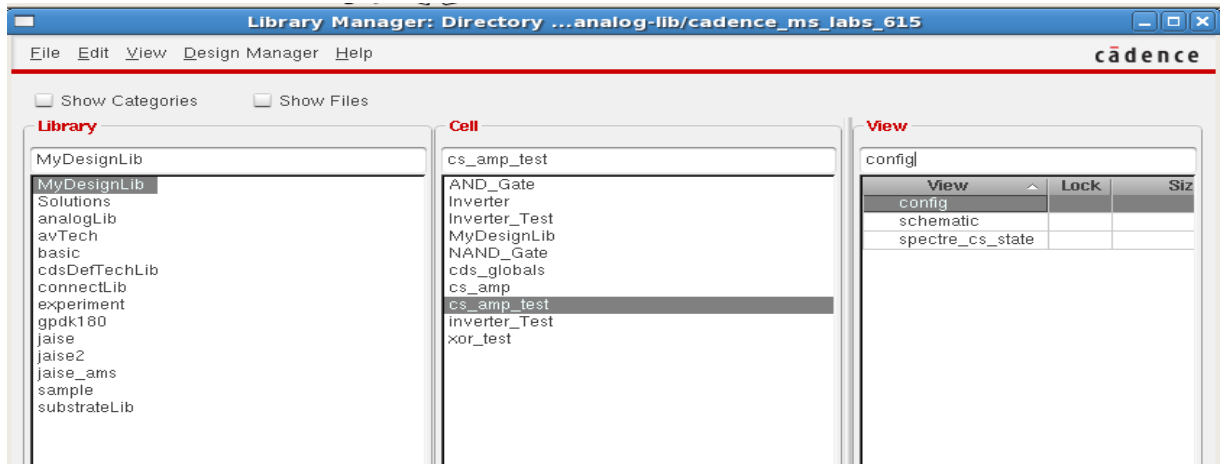 Library Manager: Directory ...analog-lib/cadence_ms_labs_615
File Edit View Design Manager Help
cādence
Show Categories Show Files
Library
MyDesignLib
MyDesignLib
Solutions
analogLib
avTech
basic
cdsDefTechLib
connectLib
experiment
gpdk180
jaise
jaise2
jaise_ams
sample
substrateLib
Cell
cs_amp_test
AND_Gate
Inverter
Inverter_Test
MyDesignLib
NAND_Gate
cds_globals
cs_amp
cs_amp_test
inverter_Test
xor_test
View
config
View Lock Siz
config
schematic
spectre_cs_state